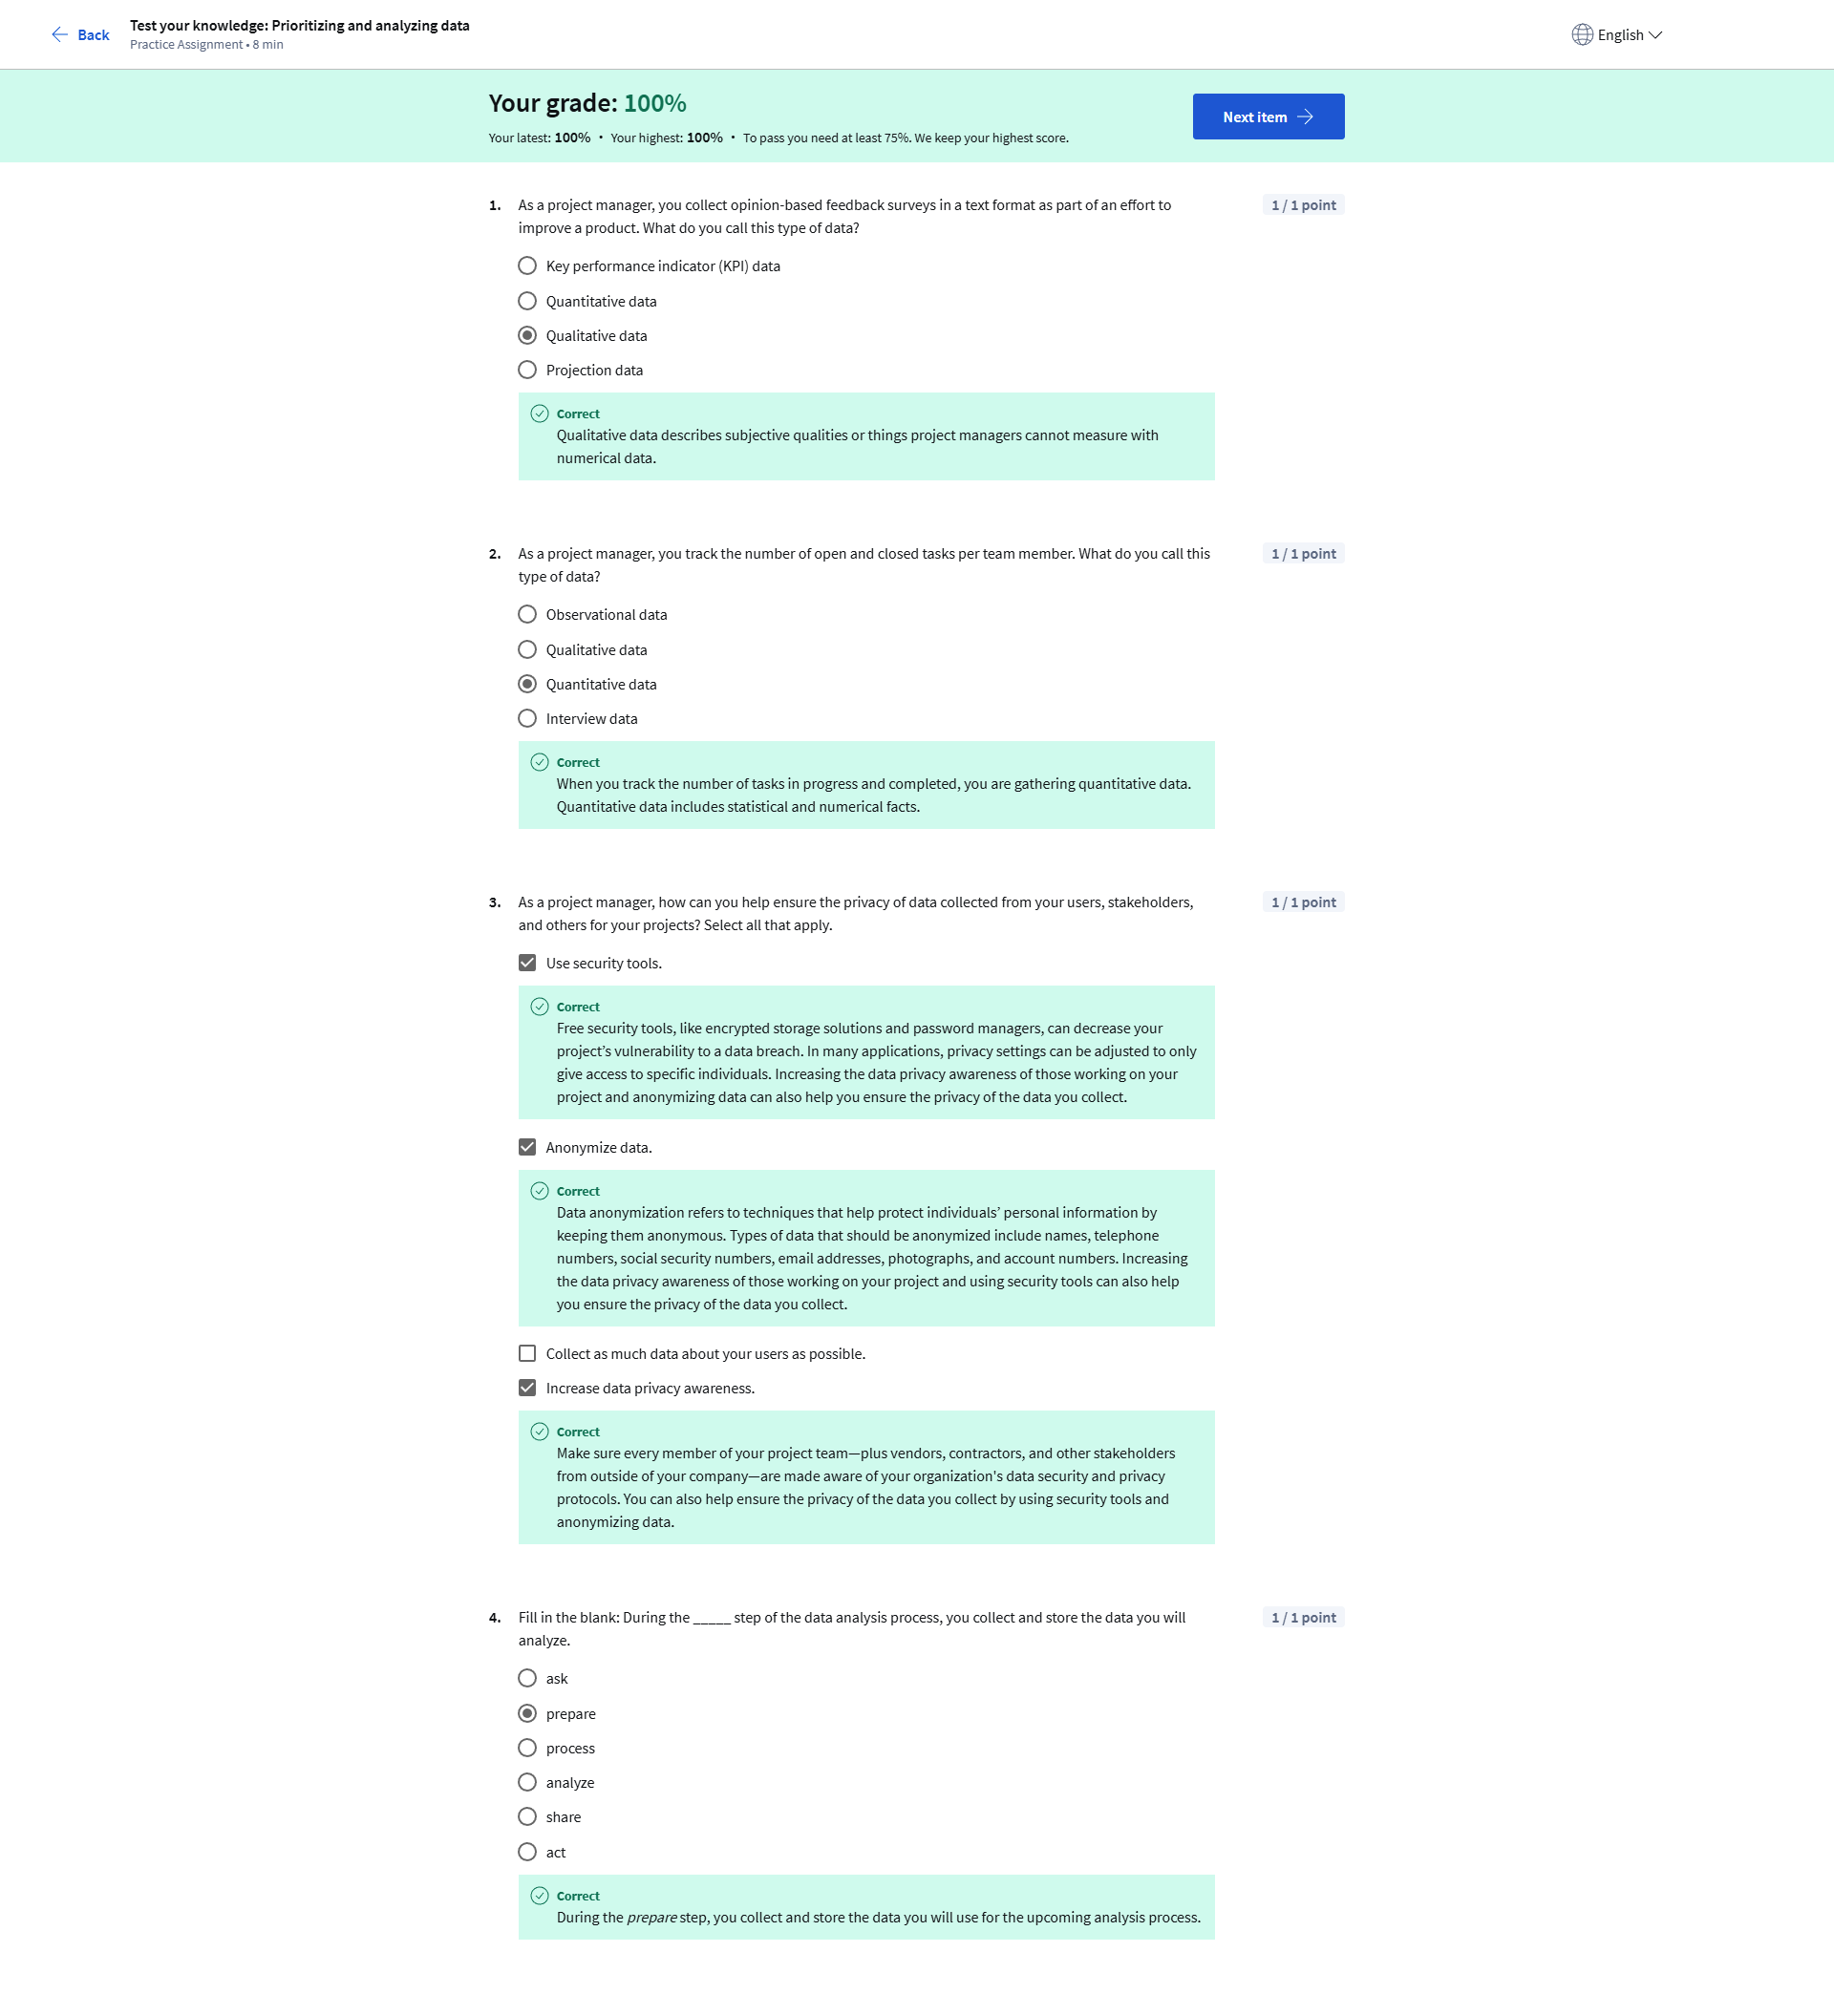 Back
Test your knowledge: Prioritizing and analyzing data
Practice Assignment • 8 min
English
Your grade: 100%
Your latest: 100% • Your highest: 100% • To pass you need at least 75%. We keep your highest score.
Next item
1. As a project manager, you collect opinion-based feedback surveys in a text format as part of an effort to
improve a product. What do you call this type of data?
1 / 1 point
Key performance indicator (KPI) data
Quantitative data
Qualitative data
Projection data
Correct
Qualitative data describes subjective qualities or things project managers cannot measure with
numerical data.
2. As a project manager, you track the number of open and closed tasks per team member. What do you call this
type of data?
1 / 1 point
Observational data
Qualitative data
Quantitative data
Interview data
Correct
When you track the number of tasks in progress and completed, you are gathering quantitative data.
Quantitative data includes statistical and numerical facts.
3. As a project manager, how can you help ensure the privacy of data collected from your users, stakeholders,
and others for your projects? Select all that apply.
1 / 1 point
Use security tools.
Correct
Free security tools, like encrypted storage solutions and password managers, can decrease your
project’s vulnerability to a data breach. In many applications, privacy settings can be adjusted to only
give access to specific individuals. Increasing the data privacy awareness of those working on your
project and anonymizing data can also help you ensure the privacy of the data you collect.
Anonymize data.
Correct
Data anonymization refers to techniques that help protect individuals’ personal information by
keeping them anonymous. Types of data that should be anonymized include names, telephone
numbers, social security numbers, email addresses, photographs, and account numbers. Increasing
the data privacy awareness of those working on your project and using security tools can also help
you ensure the privacy of the data you collect.
Collect as much data about your users as possible.
Increase data privacy awareness.
Correct
Make sure every member of your project team—plus vendors, contractors, and other stakeholders
from outside of your company—are made aware of your organization's data security and privacy
protocols. You can also help ensure the privacy of the data you collect by using security tools and
anonymizing data.
4. Fill in the blank: During the _____ step of the data analysis process, you collect and store the data you will
analyze.
1 / 1 point
ask
prepare
process
analyze
share
act
Correct
During the prepare step, you collect and store the data you will use for the upcoming analysis process.